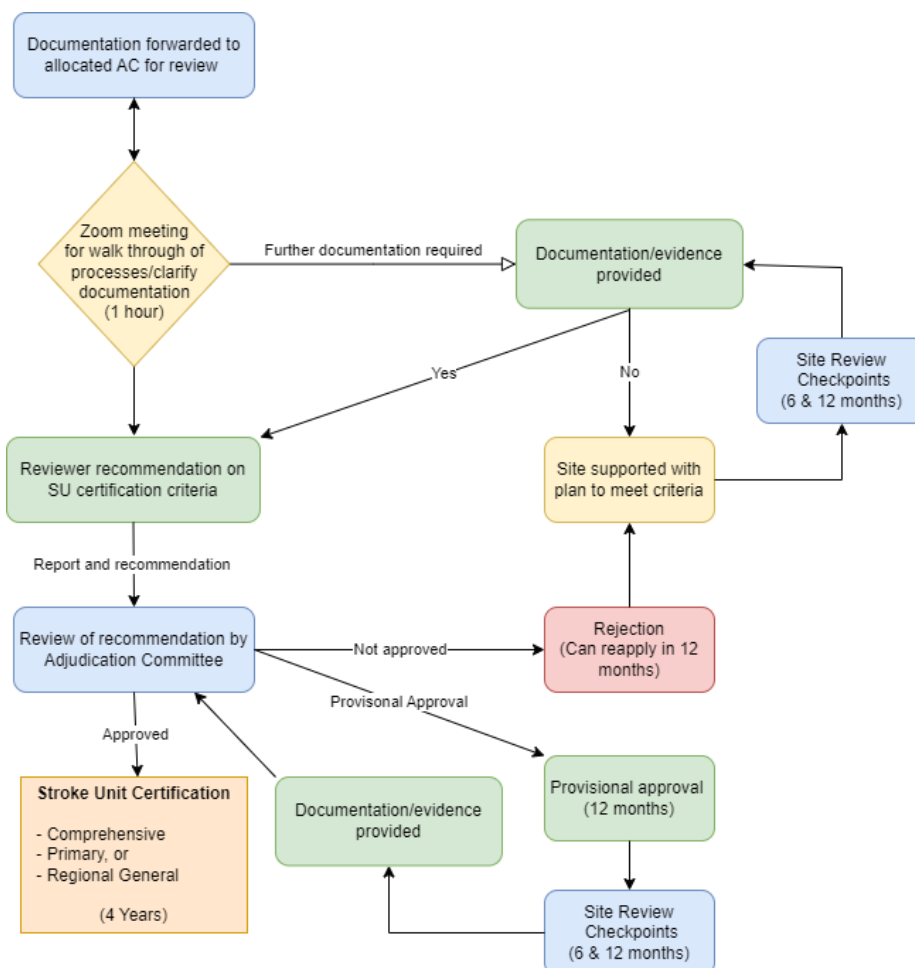 Documentation forwarded to
allocated AC for review
Zoom meeting
for walk through of
processes/clarify
documentation
(1 hour)
Further documentation required
Documentation/evidence
provided
Site Review
Checkpoints
(6 & 12 months)
Yes
No
Reviewer recommendation on
SU certification criteria
Site supported with
plan to meet criteria
Report and recommendation
Review of recommendation by
Adjudication Committee
Not approved
Rejection
(Can reapply in 12
months)
Provisonal Approval
Approved
Stroke Unit Certification
- Comprehensive
- Primary, or
- Regional General
(4 Years)
Documentation/evidence
provided
Provisional approval
(12 months)
Site Review
Checkpoints
(6 & 12 months)